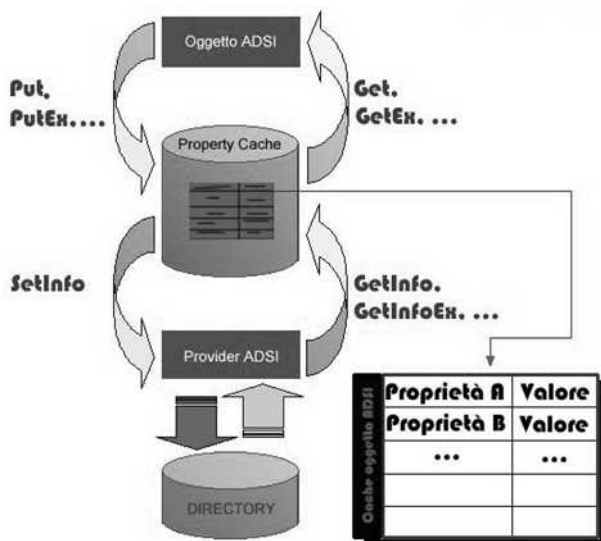 Oggetto ADSI
Put,
PutEx, ...
Get,
GetEx, ...
Property Cache
SetInfo
GetInfo,
GetInfoEx, ...
Provider ADSI
DIRECTORY
Cache oggetto ADSI
Proprietà A Valore
Proprietà B Valore
... ...